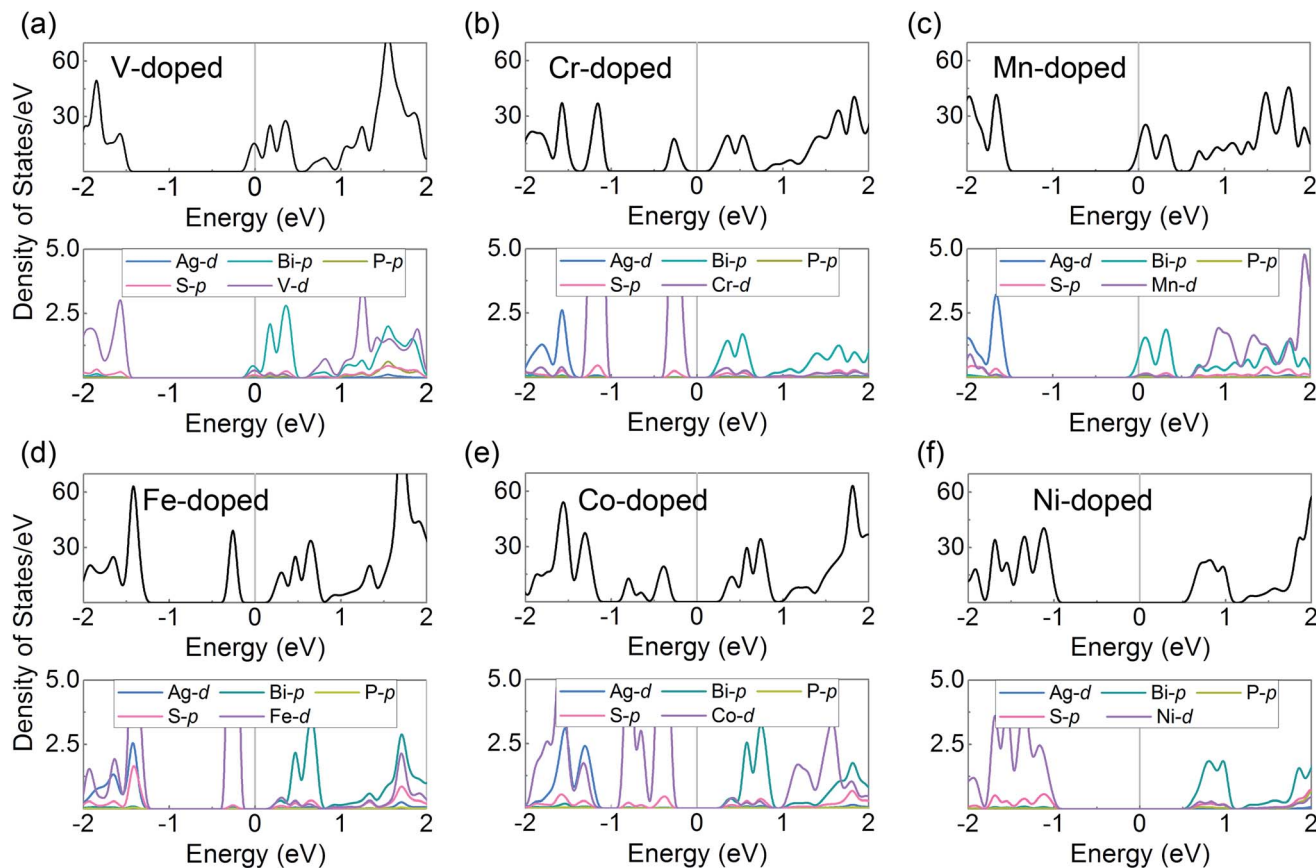 (a)
V-doped
60
30
-2 -1 0 1 2
Energy (eV)
5.0
2.5
Ag-d Bi-p P-p
S-p V-d
-2 -1 0 1 2
Energy (eV)
Density of States/eV
(b)
Cr-doped
60
30
-2 -1 0 1 2
Energy (eV)
5.0
2.5
Ag-d Bi-p P-p
S-p Cr-d
-2 -1 0 1 2
Energy (eV)
(c)
Mn-doped
60
30
-2 -1 0 1 2
Energy (eV)
5.0
2.5
Ag-d Bi-p P-p
S-p Mn-d
-2 -1 0 1 2
Energy (eV)
(d)
Fe-doped
60
30
-2 -1 0 1 2
Energy (eV)
5.0
2.5
Ag-d Bi-p P-p
S-p Fe-d
-2 -1 0 1 2
Energy (eV)
Density of States/eV
(e)
Co-doped
60
30
-2 -1 0 1 2
Energy (eV)
5.0
2.5
Ag-d Bi-p P-p
S-p Co-d
-2 -1 0 1 2
Energy (eV)
(f)
Ni-doped
60
30
-2 -1 0 1 2
Energy (eV)
5.0
2.5
Ag-d Bi-p P-p
S-p Ni-d
-2 -1 0 1 2
Energy (eV)